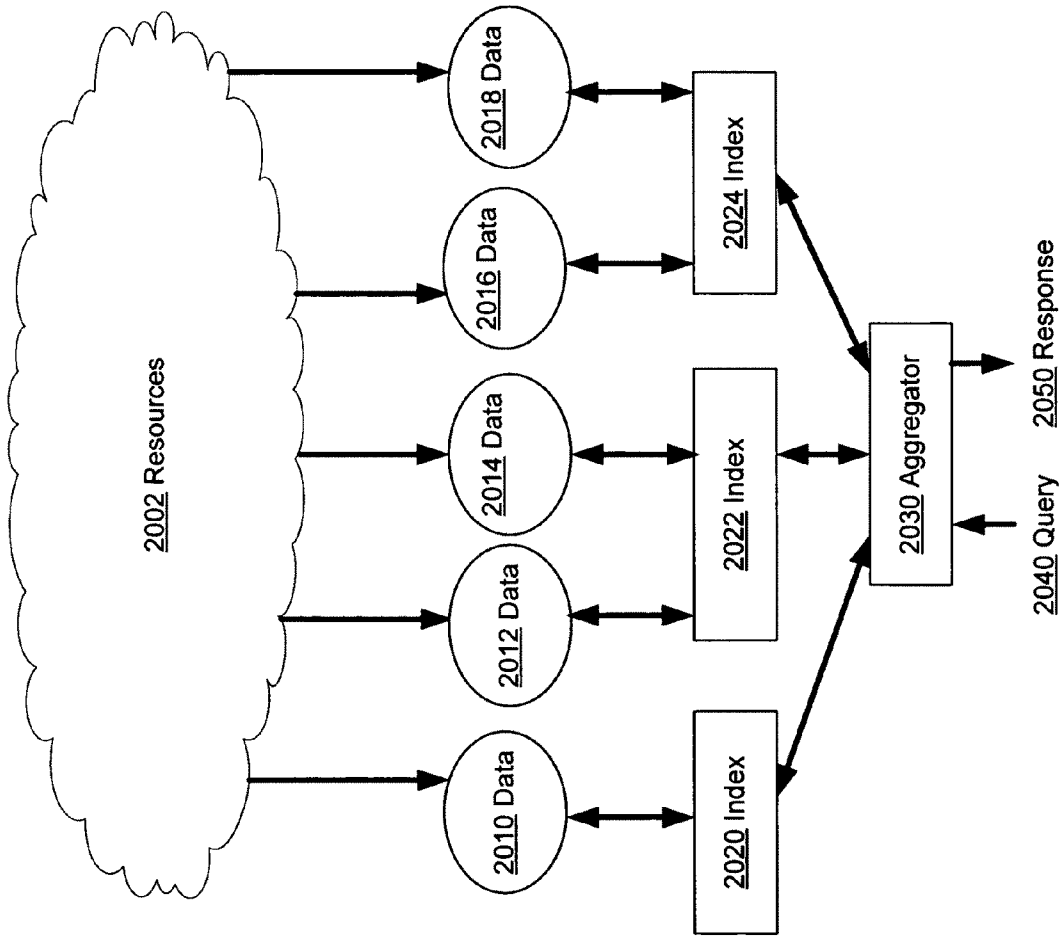 2002 Resources
2010 Data
2012 Data
2014 Data
2016 Data
2018 Data
2020 Index
2022 Index
2024 Index
2030 Aggregator
2040 Query
2050 Response